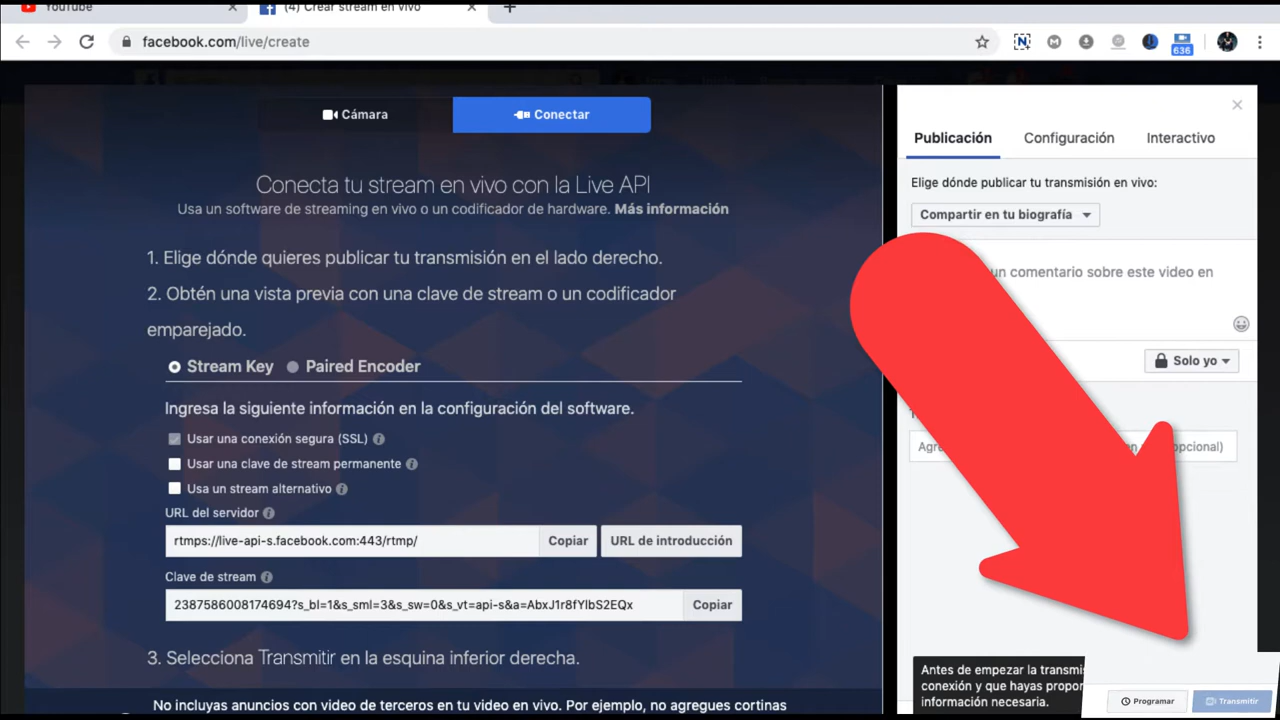 YouTube
(4) Crear stream en vivo
facebook.com/live/create
636
Cámara
Conectar
Conecta tu stream en vivo con la Live API
Usa un software de streaming en vivo o un codificador de hardware. Más información
1. Elige dónde quieres publicar tu transmisión en el lado derecho.
2. Obtén una vista previa con una clave de stream o un codificador
emparejado.
Stream Key
Paired Encoder
Ingresa la siguiente información en la configuración del software.
Usar una conexión segura (SSL)
Usar una clave de stream permanente
Usa un stream alternativo
URL del servidor
rtmps://live-api-s.facebook.com:443/rtmp/
Copiar
URL de introducción
Clave de stream
2387586008174694?s_bl=1&s_sml=3&s_sw=0&s_vt=api-s&a=AbxJ1r8fYlbS2EQx
Copiar
3. Selecciona Transmitir en la esquina inferior derecha.
No incluyas anuncios con video de terceros en tu video en vivo. Por ejemplo, no agregues cortinas
Publicación
Configuración
Interactivo
Elige dónde publicar tu transmisión en vivo:
Compartir en tu biografía
un comentario sobre este video en
Solo yo
opcional)
Antes de empezar la
conexión y que hayas
información necesaria.
Programar
Transmitir